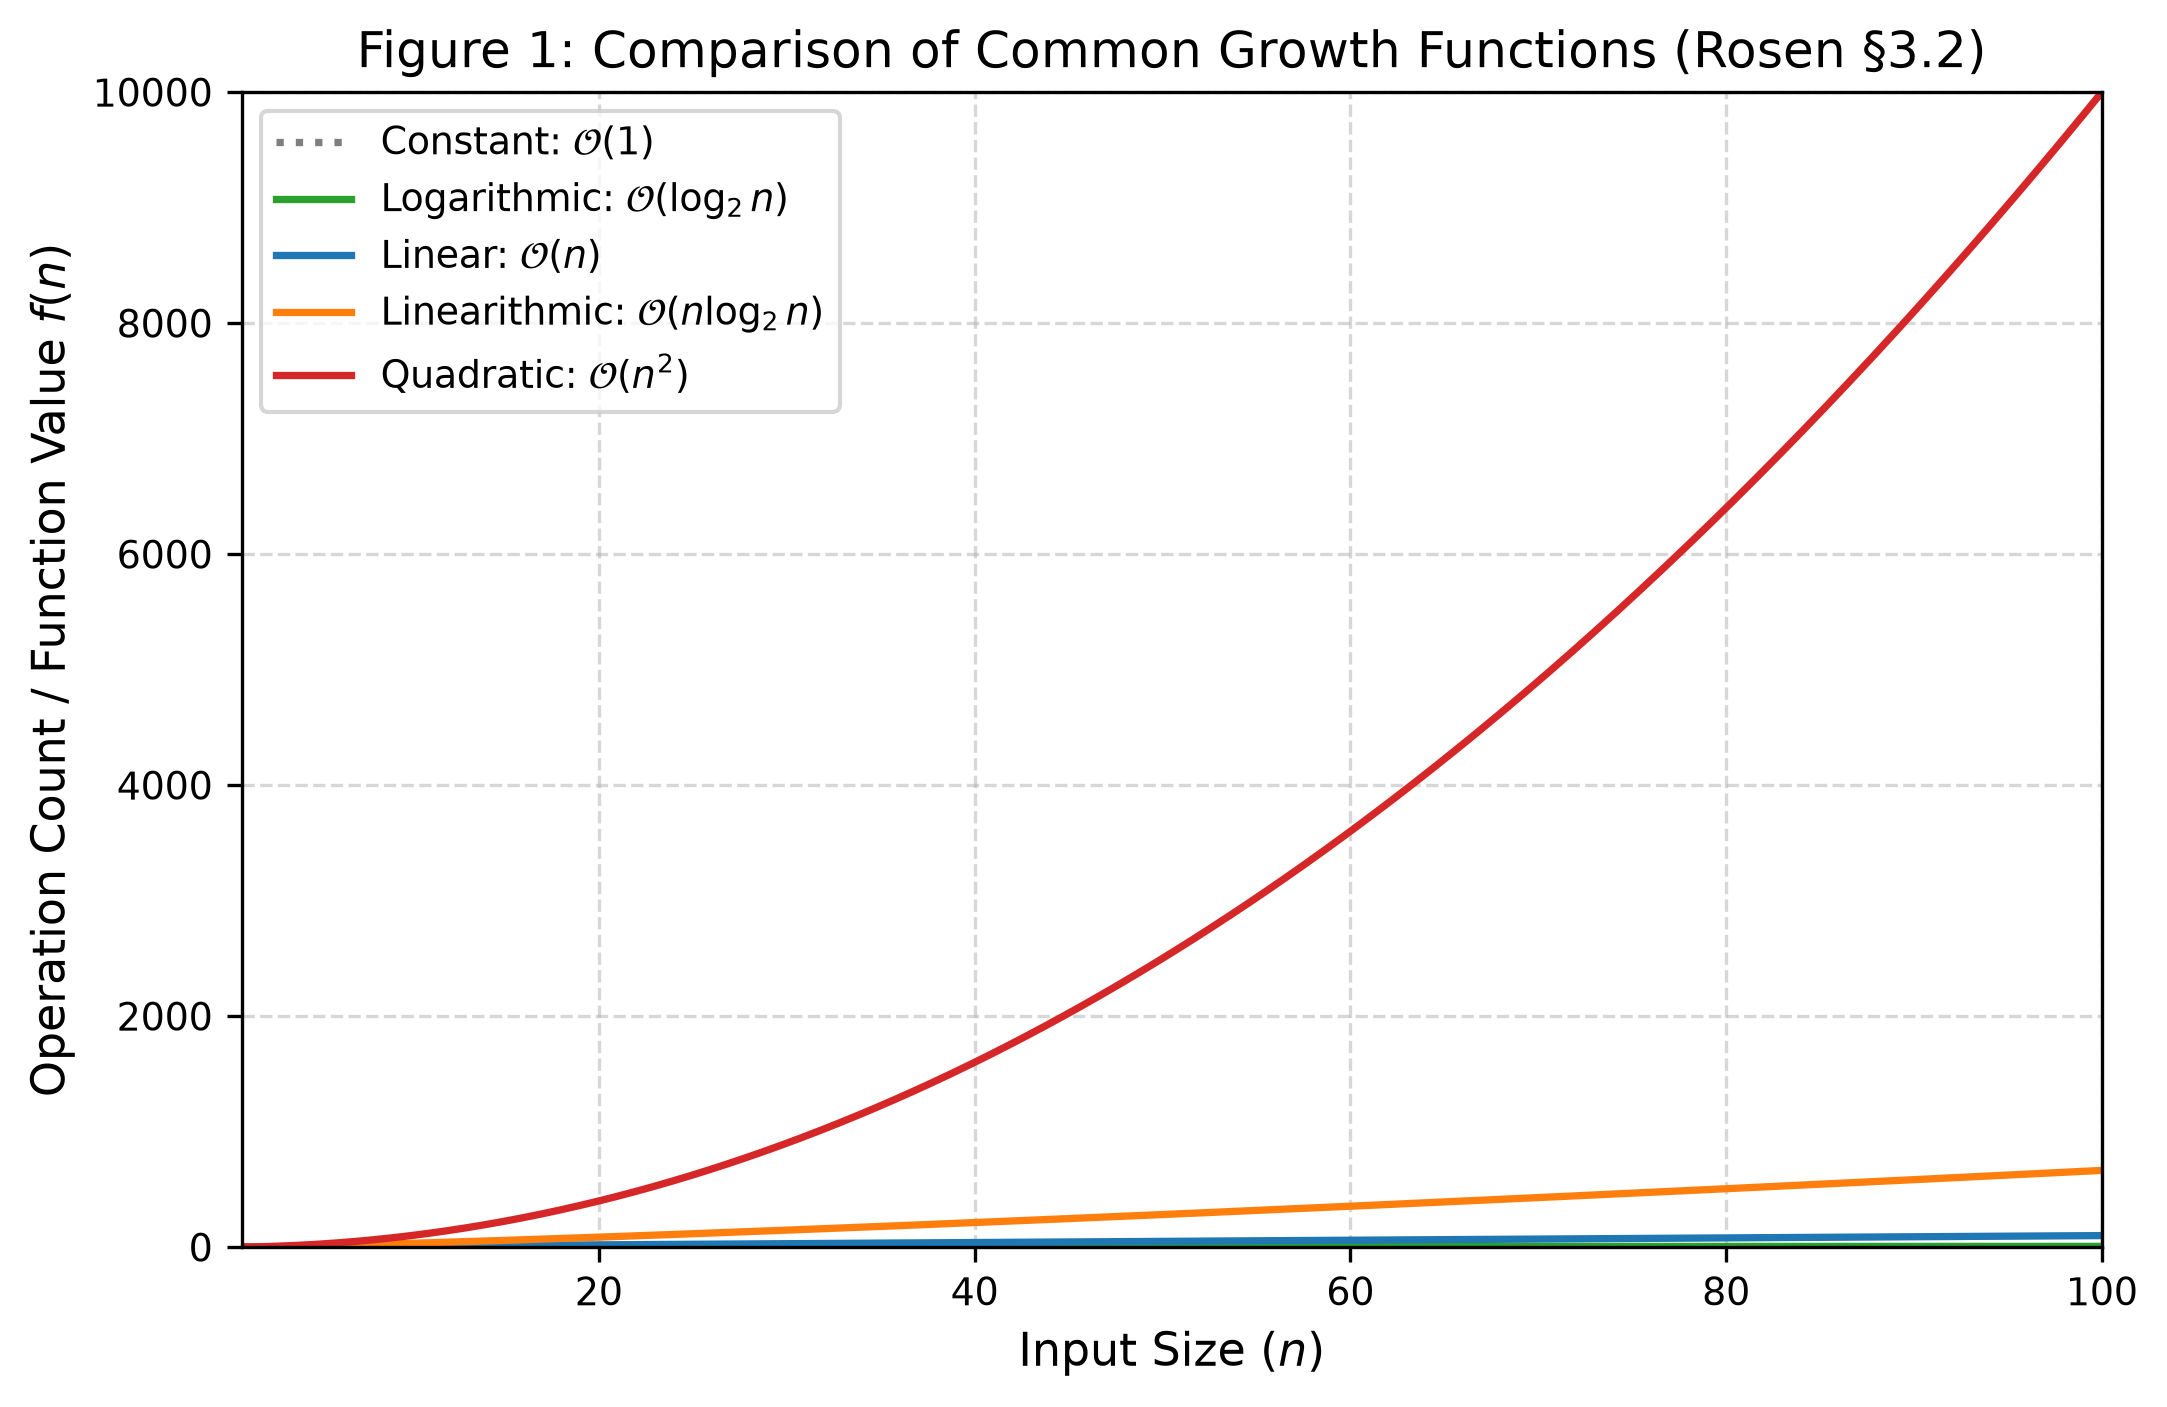 Figure 1: Comparison of Common Growth Functions (Rosen §3.2)
10000
8000
6000
4000
2000
0
Operation Count / Function Value f(n)
Constant: 𝒪(1)
Logarithmic: 𝒪(log₂ n)
Linear: 𝒪(n)
Linearithmic: 𝒪(nlog₂ n)
Quadratic: 𝒪(n²)
20 40 60 80 100
Input Size (n)